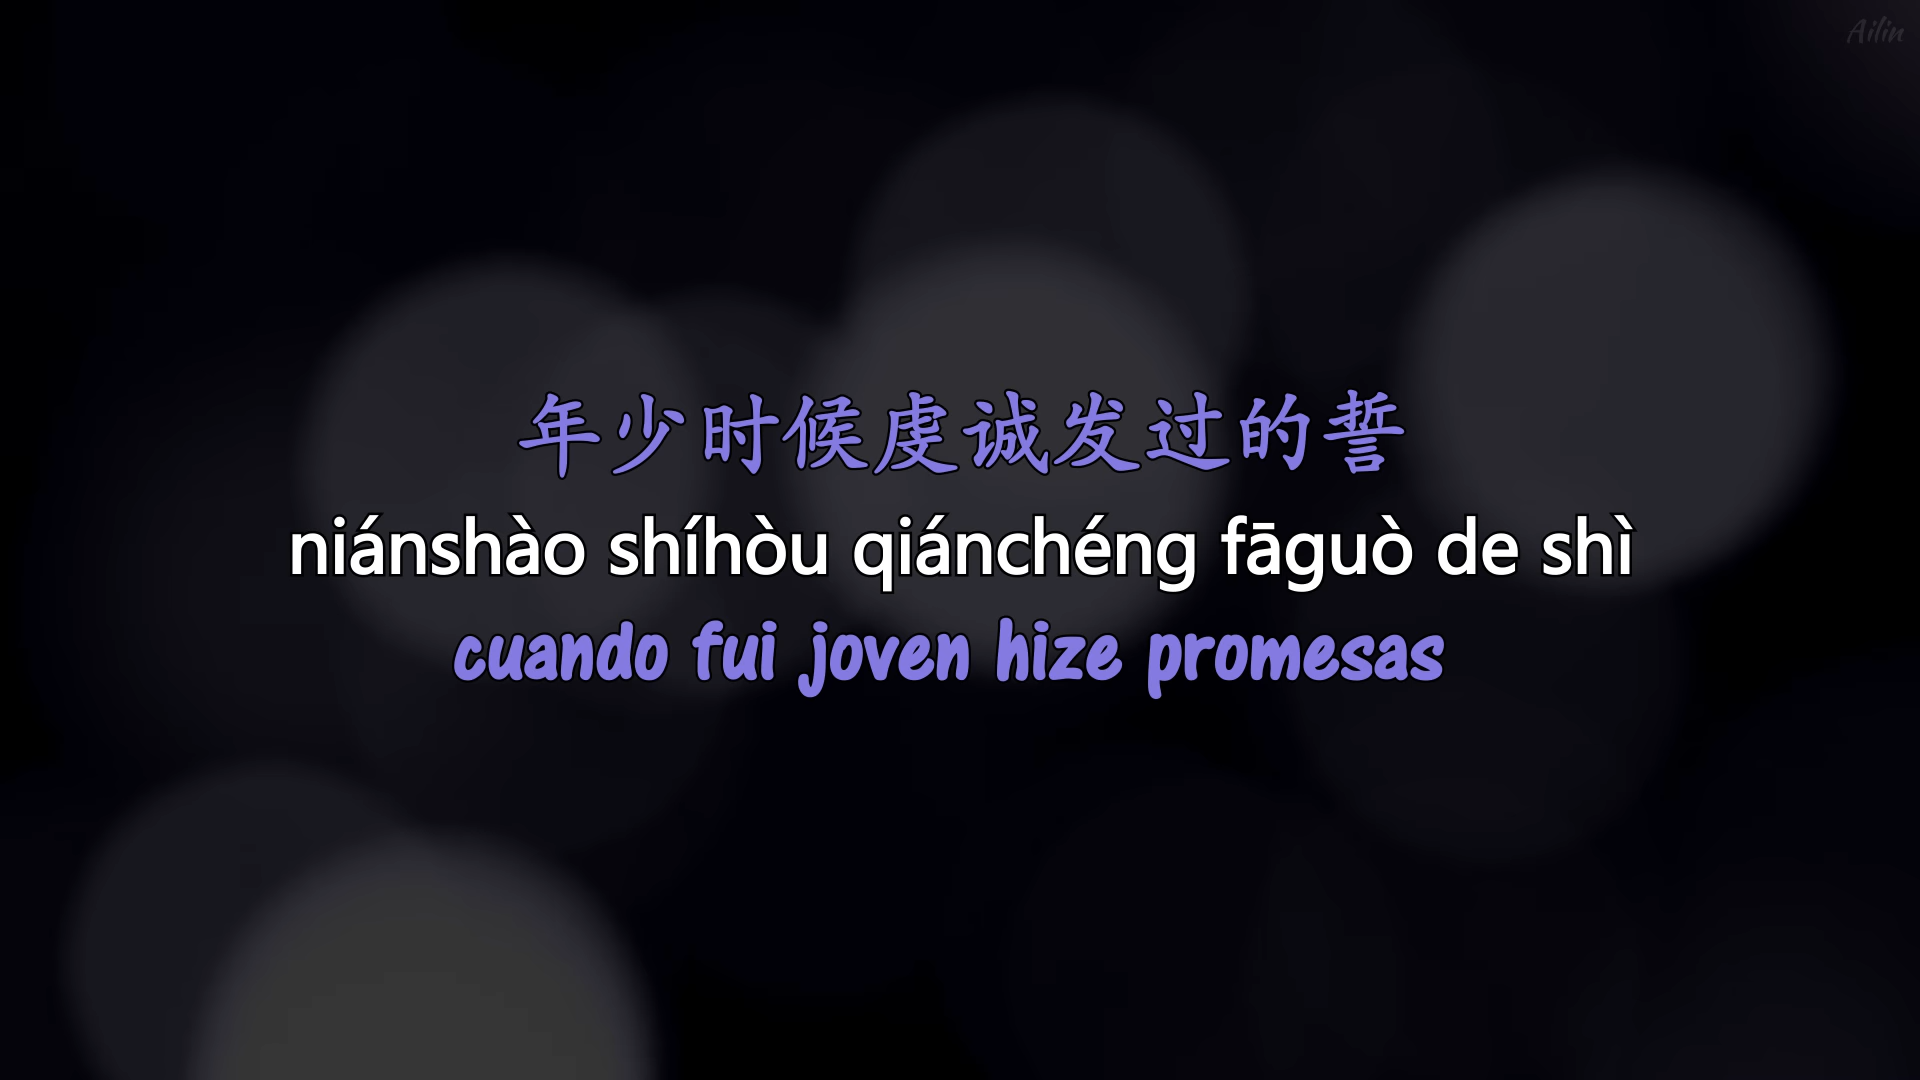 Ailin
年少时候虔诚发过的誓
niánshào shíhòu qiánchéng fāguò de shì
cuando fui joven hize promesas